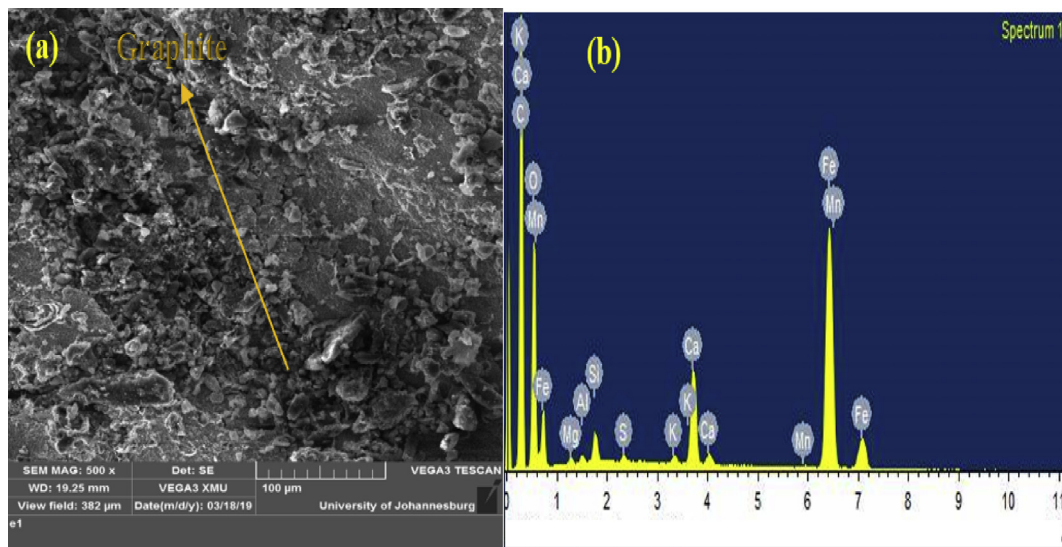 (a)
Graphite
SEM MAG: 500 x
Det: SE
VEGA3 TESCAN
WD: 19.25 mm
VEGA3 XMU
100 µm
View field: 382 µm
Date(m/d/y): 03/18/19
University of Johannesburg
e1
(b)
Spectrum 1
K
Ca
C
O
Mn
Fe
Mg
Al
Si
S
K
K
Ca
Ca
Mn
Fe
Mn
Fe
0 1 2 3 4 5 6 7 8 9 10 11